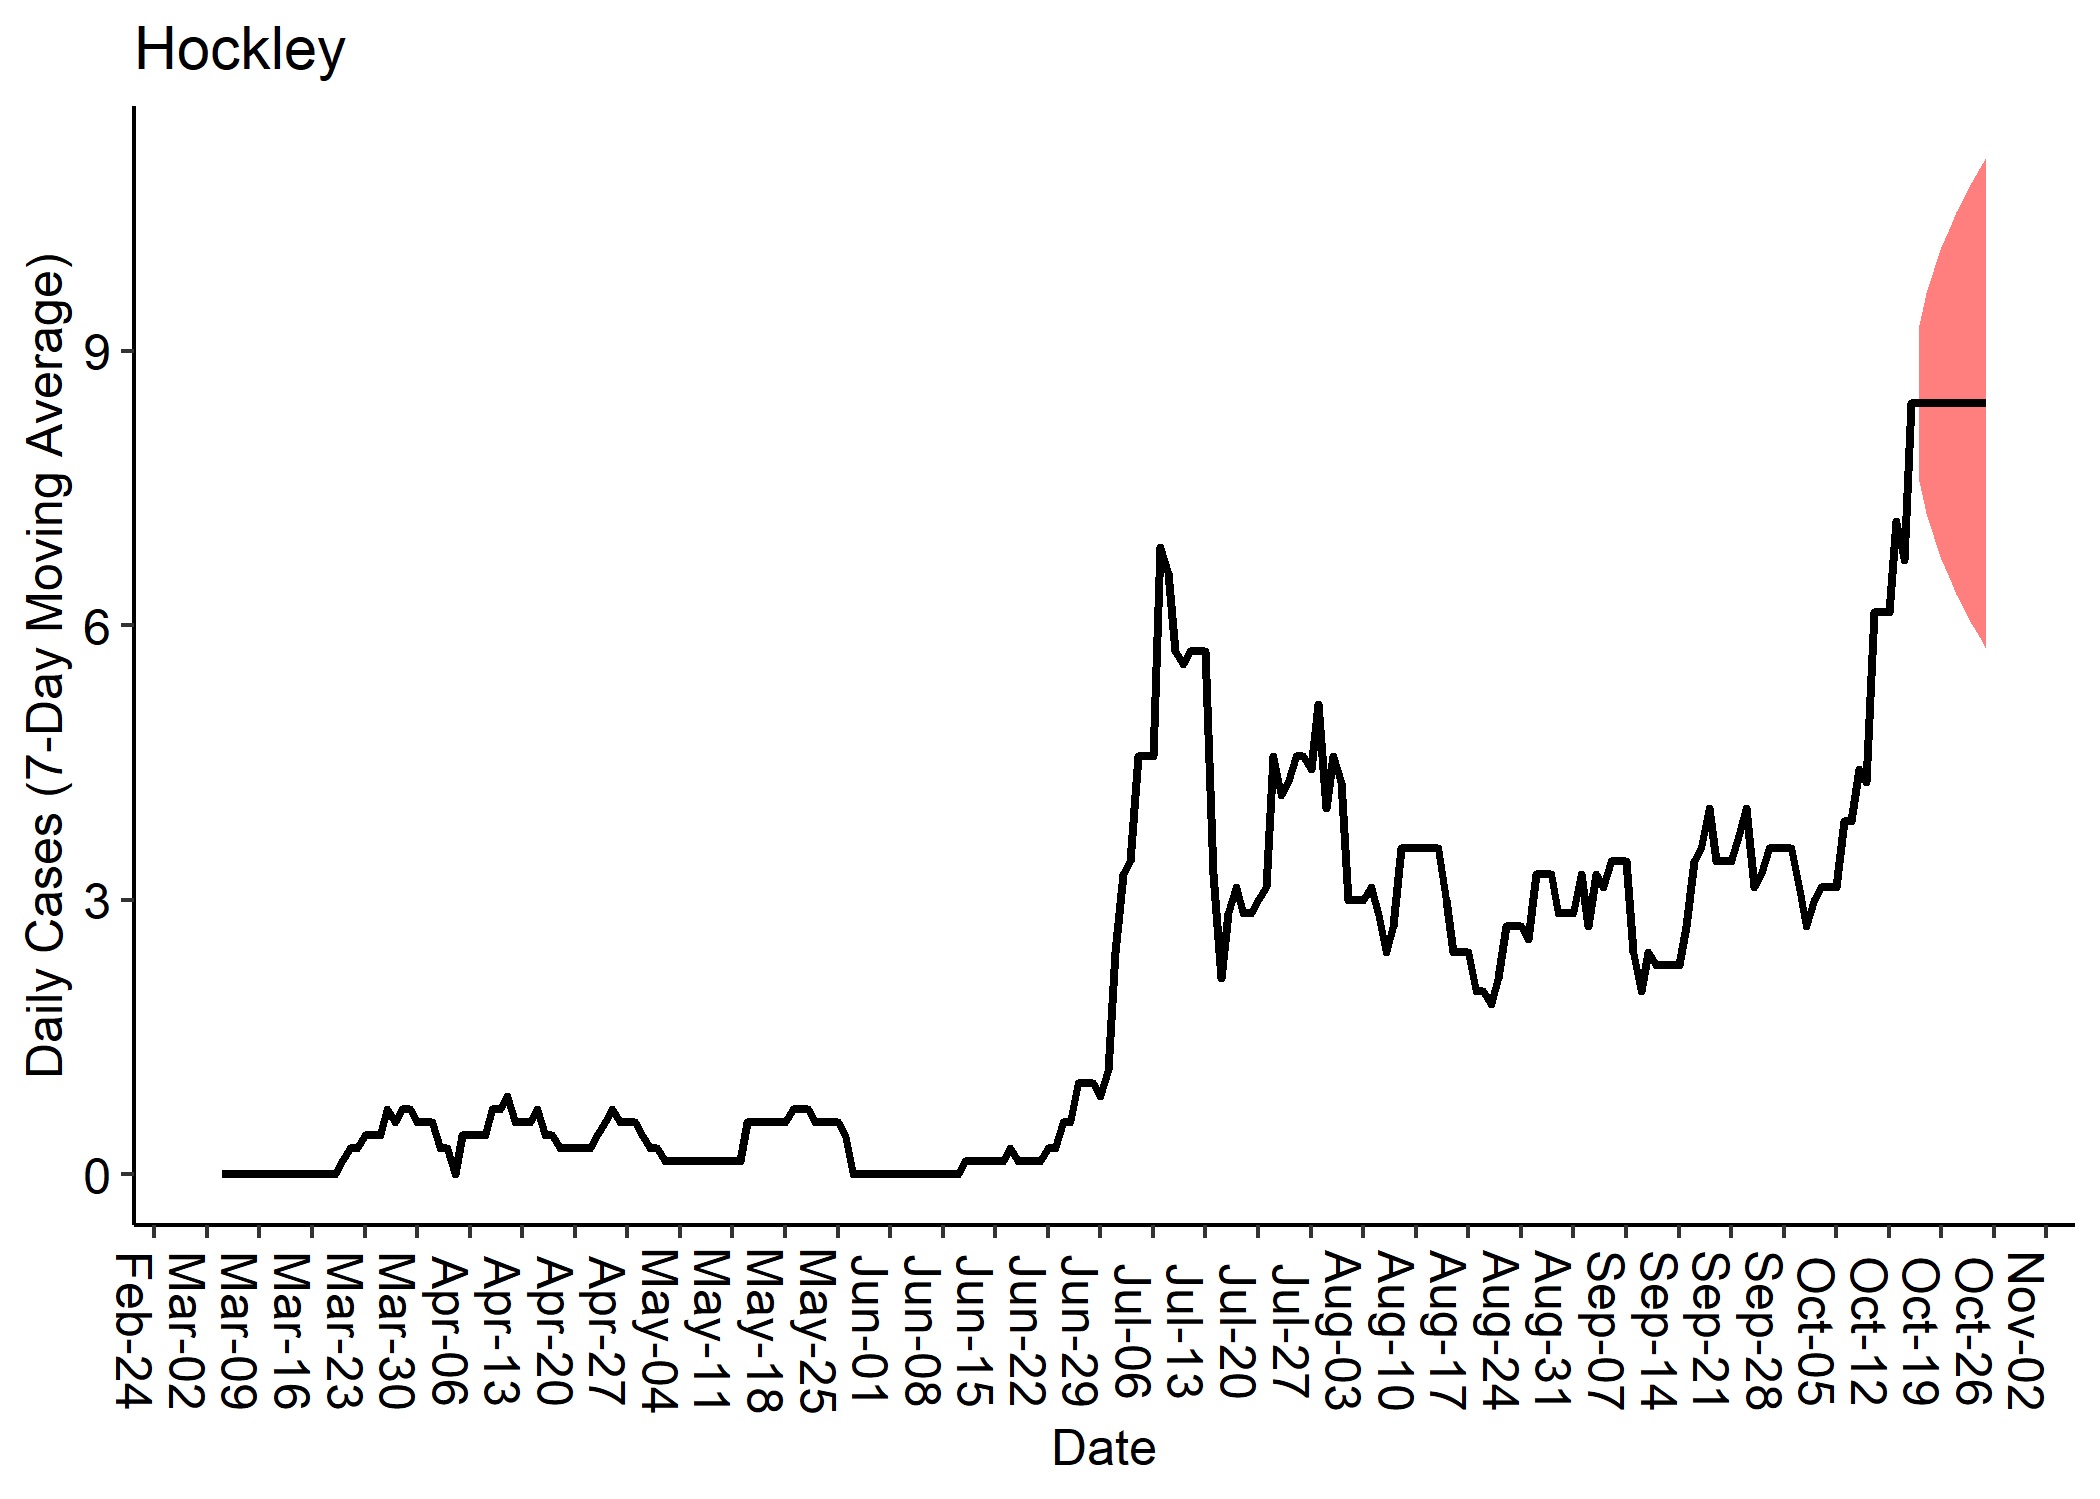 Hockley
Daily Cases (7-Day Moving Average)
9
6
3
0
Feb-24
Mar-02
Mar-09
Mar-16
Mar-23
Mar-30
Apr-06
Apr-13
Apr-20
Apr-27
May-04
May-11
May-18
May-25
Jun-01
Jun-08
Jun-15
Jun-22
Jun-29
Jul-06
Jul-13
Jul-20
Jul-27
Aug-03
Aug-10
Aug-17
Aug-24
Aug-31
Sep-07
Sep-14
Sep-21
Sep-28
Oct-05
Oct-12
Oct-19
Oct-26
Nov-02
Date